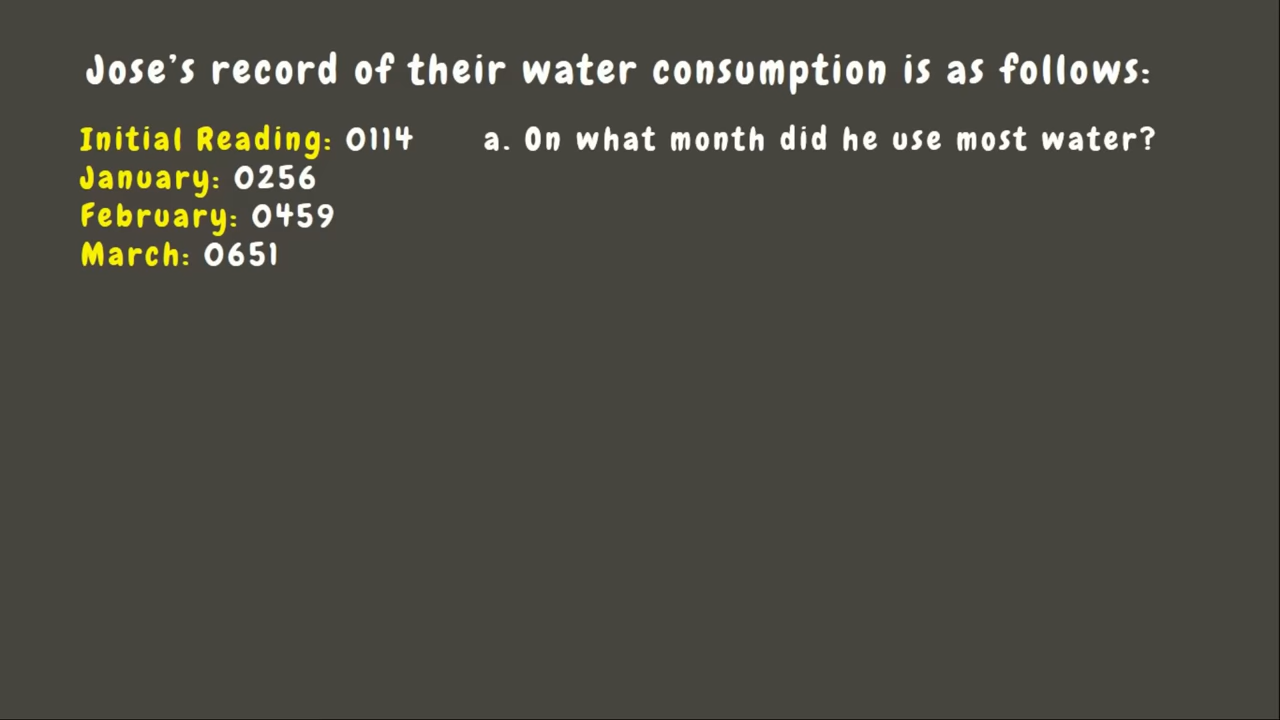 Jose's record of their water consumption is as follows:
Initial Reading: 0114
January: 0256
February: 0459
March: 0651
a. On what month did he use most water?